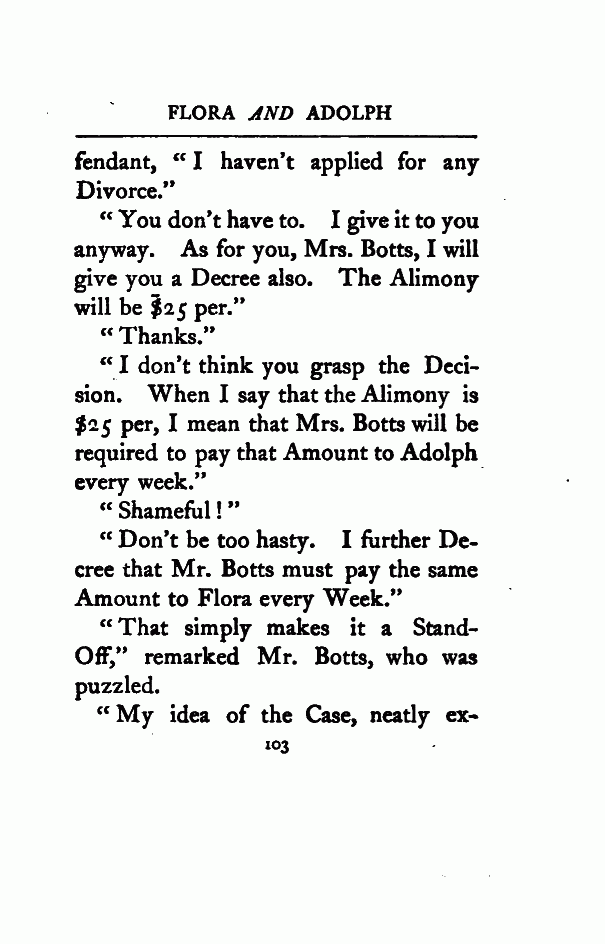 FLORA AND ADOLPH
fendant, “ I haven't applied for any
Divorce.”
“ You don't have to. I give it to you
anyway. As for you, Mrs. Botts, I will
give you a Decree also. The Alimony
will be $25 per.”
“ Thanks.”
“ I don't think you grasp the Deci-
sion. When I say that the Alimony is
$25 per, I mean that Mrs. Botts will be
required to pay that Amount to Adolph
every week.”
“ Shameful ! ”
“ Don't be too hasty. I further De-
cree that Mr. Botts must pay the same
Amount to Flora every Week.”
“ That simply makes it a Stand-
Off,” remarked Mr. Botts, who was
puzzled.
“ My idea of the Case, neatly ex-
103